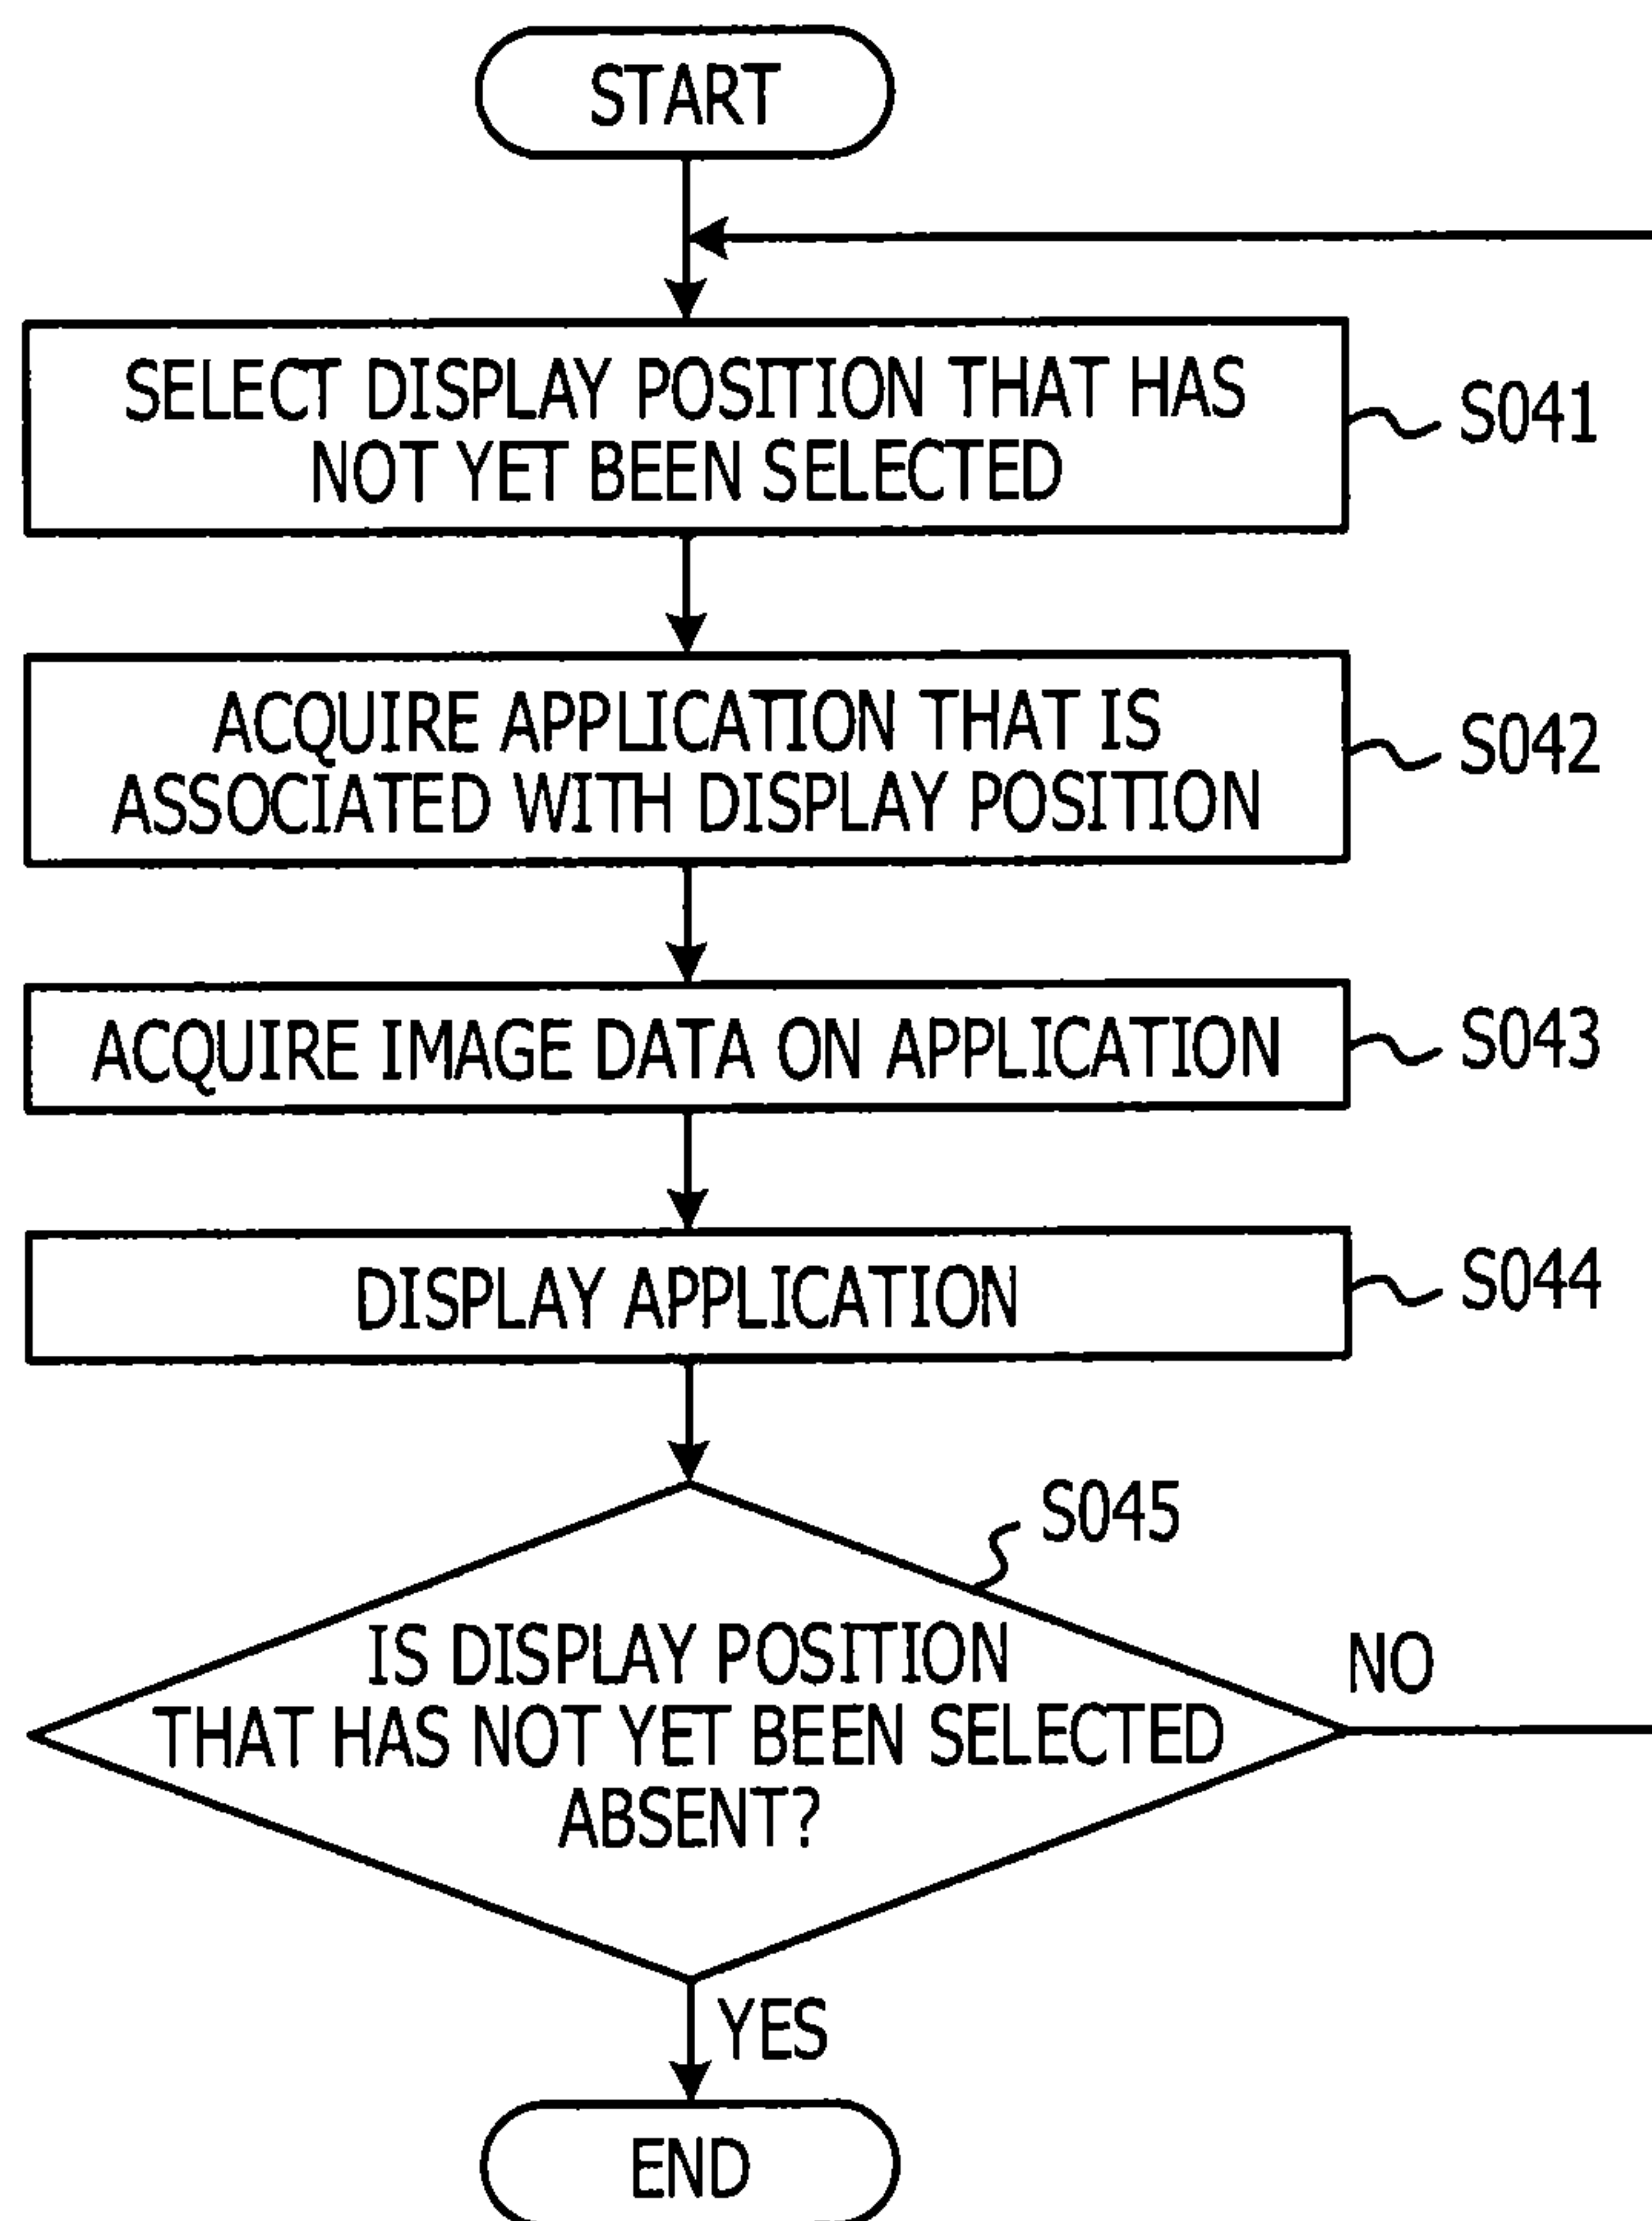 START
SELECT DISPLAY POSITION THAT HAS
NOT YET BEEN SELECTED
S041
ACQUIRE APPLICATION THAT IS
ASSOCIATED WITH DISPLAY POSITION
S042
ACQUIRE IMAGE DATA ON APPLICATION
S043
DISPLAY APPLICATION
S044
S045
IS DISPLAY POSITION
THAT HAS NOT YET BEEN SELECTED
ABSENT?
NO
YES
END